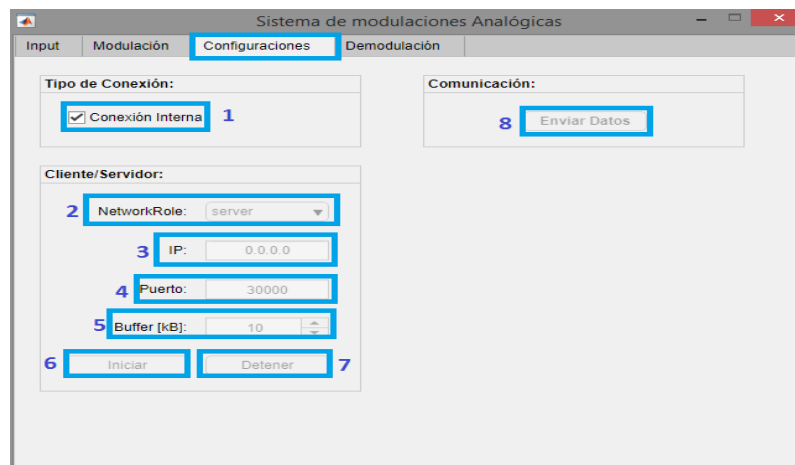 Sistema de modulaciones Analógicas
Input Modulación Configuraciones Demodulación
Tipo de Conexión:
Conexión Interna 1
Comunicación:
8 Enviar Datos
Cliente/Servidor:
2 NetworkRole: server
3 IP: 0.0.0.0
4 Puerto: 30000
5 Buffer [kB]: 10
6 Iniciar Detener 7